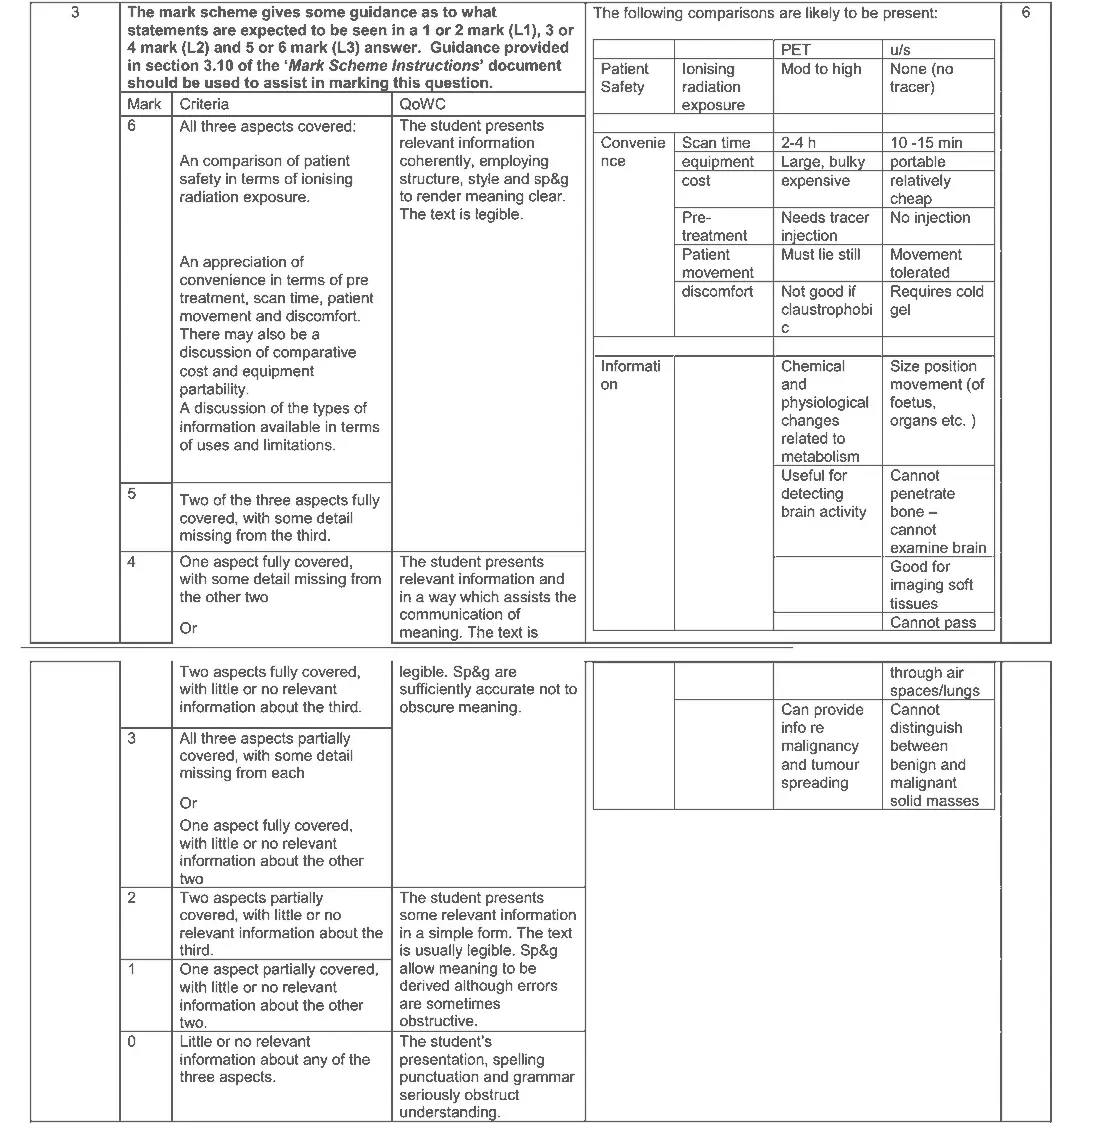 3
The mark scheme gives some guidance as to what
statements are expected to be seen in a 1 or 2 mark (L1), 3 or
4 mark (L2) and 5 or 6 mark (L3) answer. Guidance provided
in section 3.10 of the ‘Mark Scheme Instructions’ document
should be used to assist in marking this question.
Mark Criteria QoWC
6
All three aspects covered:
An comparison of patient
safety in terms of ionising
radiation exposure.
An appreciation of
convenience in terms of pre
treatment, scan time, patient
movement and discomfort.
There may also be a
discussion of comparative
cost and equipment
partability.
A discussion of the types of
information available in terms
of uses and limitations.
The student presents
relevant information
coherently, employing
structure, style and sp&g
to render meaning clear.
The text is legible.
5
Two of the three aspects fully
covered, with some detail
missing from the third.
4
One aspect fully covered,
with some detail missing from
the other two
Or
The student presents
relevant information and
in a way which assists the
communication of
meaning. The text is
The following comparisons are likely to be present:
PET u/s
Patient
Safety
Ionising
radiation
exposure
Mod to high
None (no
tracer)
Convenie
nce
Scan time 2-4 h 10 -15 min
equipment Large, bulky portable
cost expensive relatively
cheap
Pre-
treatment
Needs tracer
injection
No injection
Patient
movement
Must lie still
Movement
tolerated
discomfort
Not good if
claustrophobi
c
Requires cold
gel
Informati
on
Chemical
and
physiological
changes
related to
metabolism
Size position
movement (of
foetus,
organs etc. )
Useful for
detecting
brain activity
Cannot
penetrate
bone –
cannot
examine brain
Good for
imaging soft
tissues
Cannot pass
6
Two aspects fully covered,
with little or no relevant
information about the third.
legible. Sp&g are
sufficiently accurate not to
obscure meaning.
3
All three aspects partially
covered, with some detail
missing from each
Or
One aspect fully covered,
with little or no relevant
information about the other
two
2
Two aspects partially
covered, with little or no
relevant information about the
third.
The student presents
some relevant information
in a simple form. The text
is usually legible. Sp&g
allow meaning to be
derived although errors
are sometimes
obstructive.
1
One aspect partially covered,
with little or no relevant
information about the other
two.
0
Little or no relevant
information about any of the
three aspects.
The student's
presentation, spelling
punctuation and grammar
seriously obstruct
understanding.
through air
spaces/lungs
Can provide
info re
malignancy
and tumour
spreading
Cannot
distinguish
between
benign and
malignant
solid masses